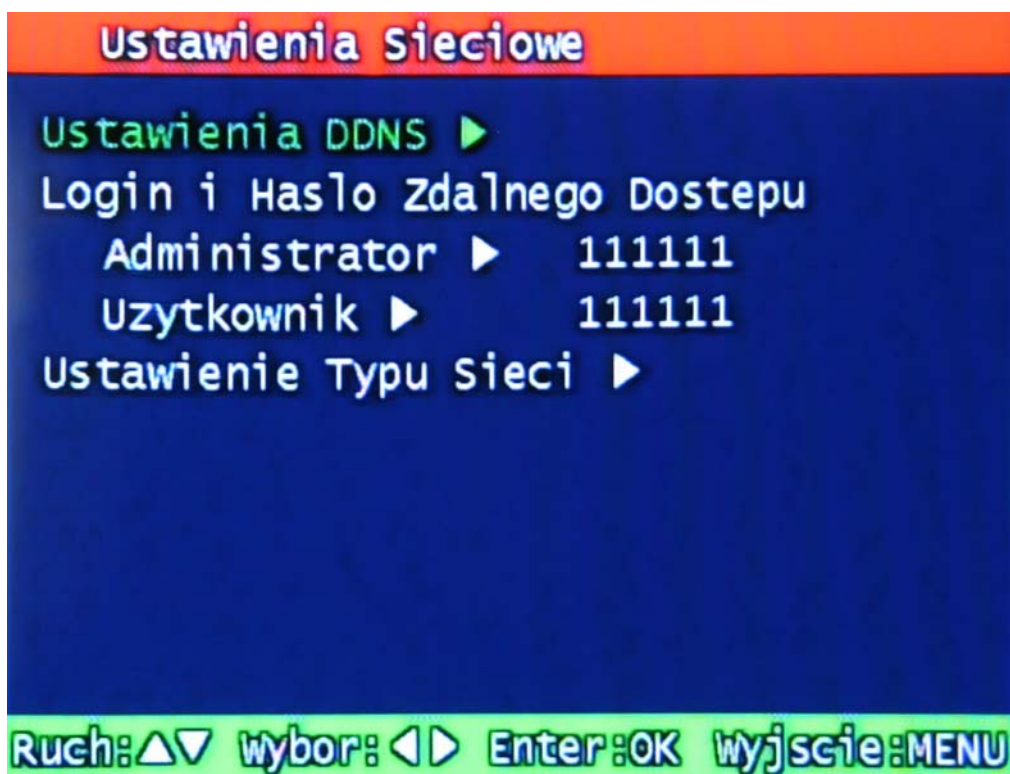 Ustawienia Sieciowe
Ustawienia DDNS ▶
Login i Haslo Zdalnego Dostepu
Administrator ▶ 111111
Uzytkownik ▶ 111111
Ustawienie Typu Sieci ▶
Ruch:△▽ Wybor:◁▷ Enter:OK Wyjscie:MENU